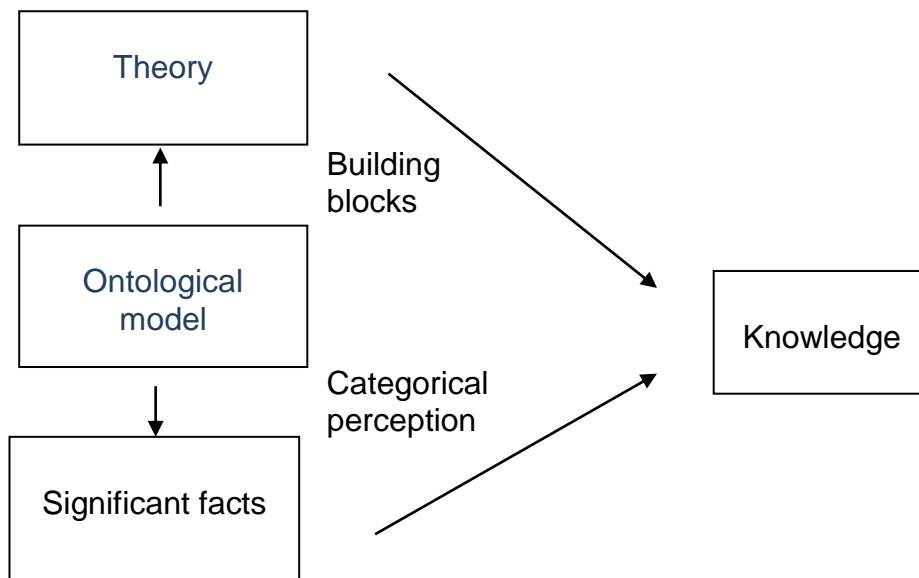 Theory
Building
blocks
Ontological
model
Knowledge
Categorical
perception
Significant facts